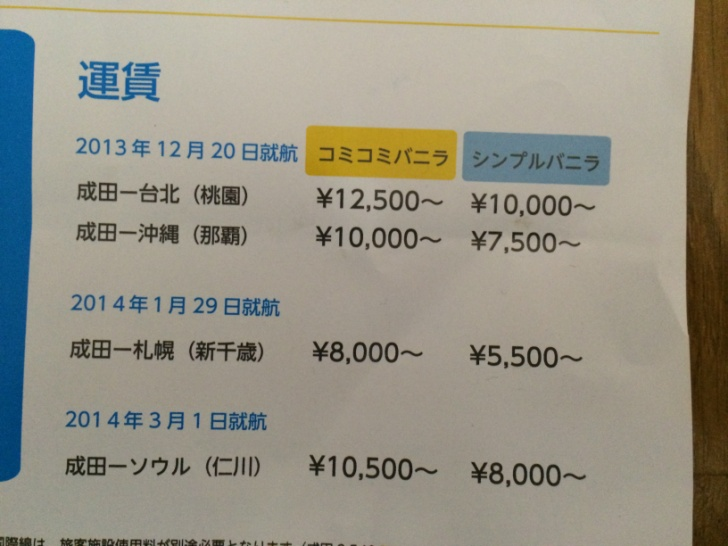 運賃
2013年12月20日就航 コミコミバニラ シンプルバニラ
成田ー台北（桃園） ¥12,500～ ¥10,000～
成田ー沖縄（那覇） ¥10,000～ ¥7,500～
2014年1月29日就航
成田ー札幌（新千歳） ¥8,000～ ¥5,500～
2014年3月1日就航
成田ーソウル（仁川） ¥10,500～ ¥8,000～
国際線は、旅客施設使用料が別途必要となります